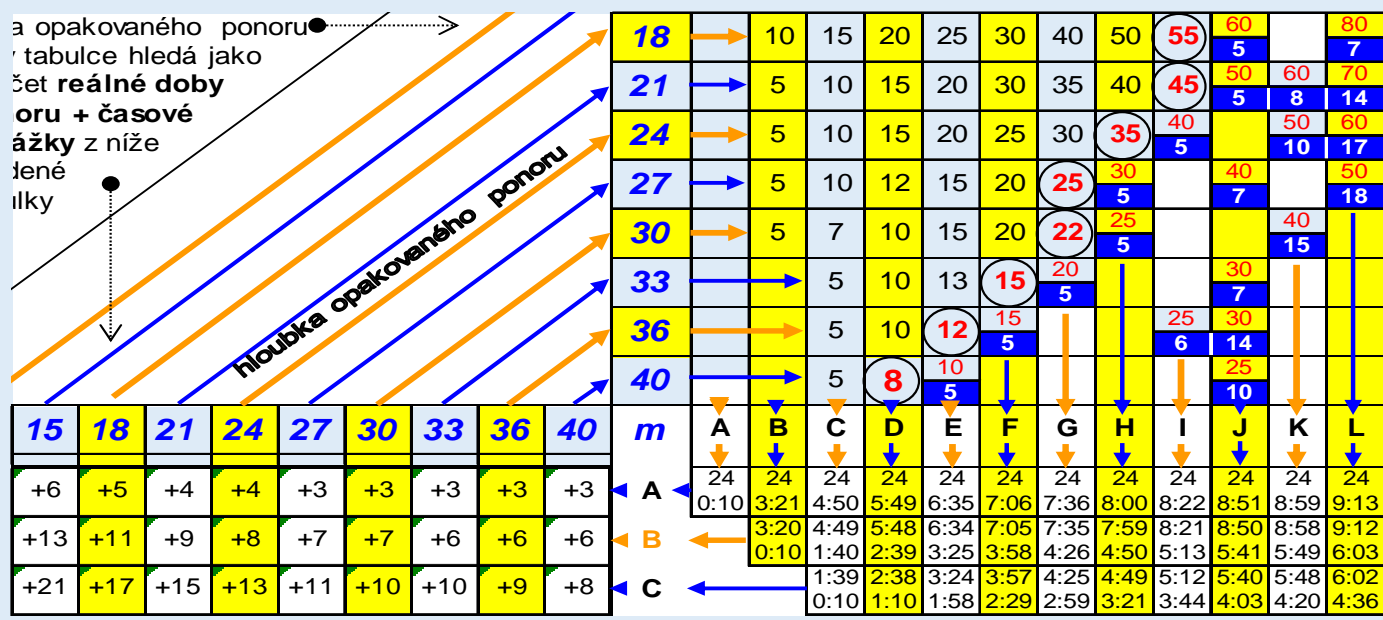 a opakovaného ponoru
v tabulce hledá jako
čet reálné doby
oru + časové
ážky z níže
dené
ulky
hloubka opakovaného ponoru
18 10 15 20 25 30 40 50 55 60 80
5 7
21 5 10 15 20 30 35 40 45 50 60 70
5 8 14
24 5 10 15 20 25 30 35 40 50 60
5 10 17
27 5 10 12 15 20 25 30 40 50
5 7 18
30 5 7 10 15 20 22 25 40
5 15
33 5 10 13 15 20 30
5 7
36 5 10 12 15 25 30
5 6 14
40 5 8 10 25
5 10
15 18 21 24 27 30 33 36 40 m A B C D E F G H I J K L
+6 +5 +4 +4 +3 +3 +3 +3 +3 A 24 24 24 24 24 24 24 24 24 24 24 24
0:10 3:21 4:50 5:49 6:35 7:06 7:36 8:00 8:22 8:51 8:59 9:13
+13 +11 +9 +8 +7 +7 +6 +6 +6 B 3:20 4:49 5:48 6:34 7:05 7:35 7:59 8:21 8:50 8:58 9:12
0:10 1:40 2:39 3:25 3:58 4:26 4:50 5:13 5:41 5:49 6:03
+21 +17 +15 +13 +11 +10 +10 +9 +8 C 1:39 2:38 3:24 3:57 4:25 4:49 5:12 5:40 5:48 6:02
0:10 1:10 1:58 2:29 2:59 3:21 3:44 4:03 4:20 4:36